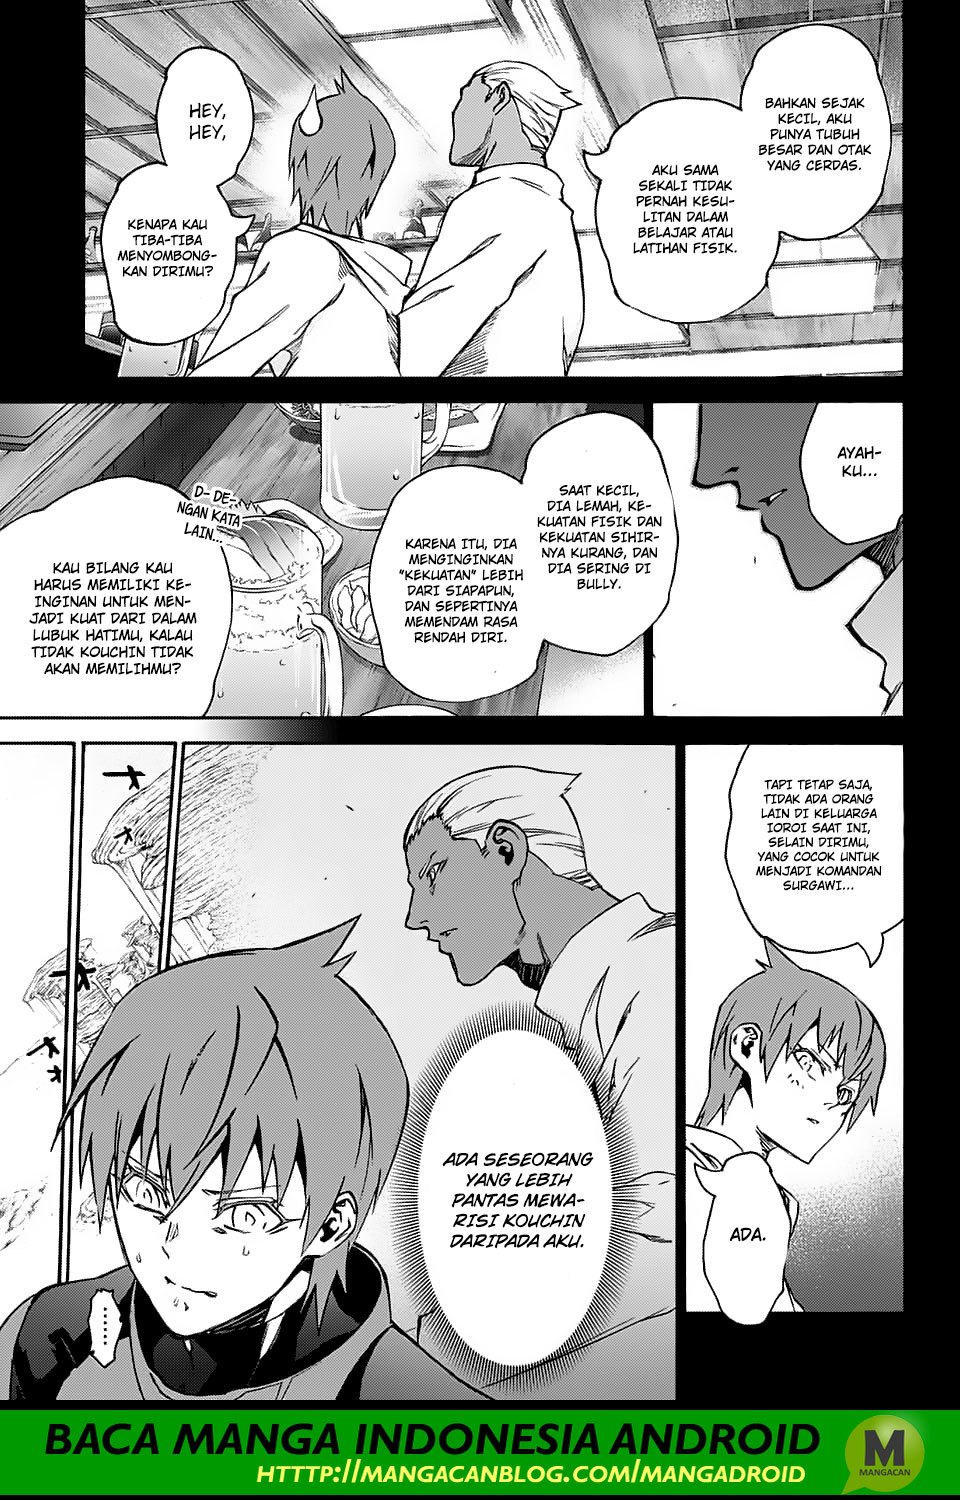 BAHKAN SEJAK
KECIL, AKU
PUNYA TUBUH
BESAR DAN OTAK
YANG CERDAS.
AKU SAMA
SEKALI TIDAK
PERNAH KESU-
LITAN DALAM
BELAJAR ATAU
LATIHAN FISIK.
HEY,
HEY,
KENAPA KAU
TIBA-TIBA
MENYOMBONG-
KAN DIRIMU?
AYAH-
KU...
SAAT KECIL,
DIA LEMAH, KE-
KUATAN FISIK DAN
KEKUATAN SIHIR-
NYA KURANG, DAN
DIA SERING DI
BULLY.
KARENA ITU, DIA
MENGINGINKAN
"KEKUATAN" LEBIH
DARI SIAPAPUN,
DAN SEPERTINYA
MEMENDAM RASA
RENDAH DIRI.
D- DE-
NGAN KATA
LAIN...
KAU BILANG KAU
HARUS MEMILIKI KE-
INGINAN UNTUK MEN-
JADI KUAT DARI DALAM
LUBUK HATIMU, KALAU
TIDAK KOUCHIN TIDAK
AKAN MEMILIHMU?
TAPI TETAP SAJA,
TIDAK ADA ORANG
LAIN DI KELUARGA
IOROI SAAT INI,
SELAIN DIRIMU,
YANG COCOK UNTUK
MENJADI KOMANDAN
SURGAWI...
ADA.
ADA SESEORANG
YANG LEBIH
PANTAS MEWA-
RISI KOUCHIN
DARIPADA AKU.
......
BACA MANGA INDONESIA ANDROID
HTTTP://MANGACANBLOG.COM/MANGADROID
M
MANGACAN